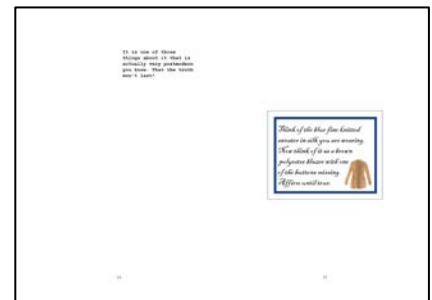 It is one of those
things about it that is
actually very postmodern
you know. That the truth
won't last!
Think of the blue fine knitted
sweater in silk you are wearing.
Now think of it as a brown
polyester blazer with one
of the buttons missing.
Affirm until true.